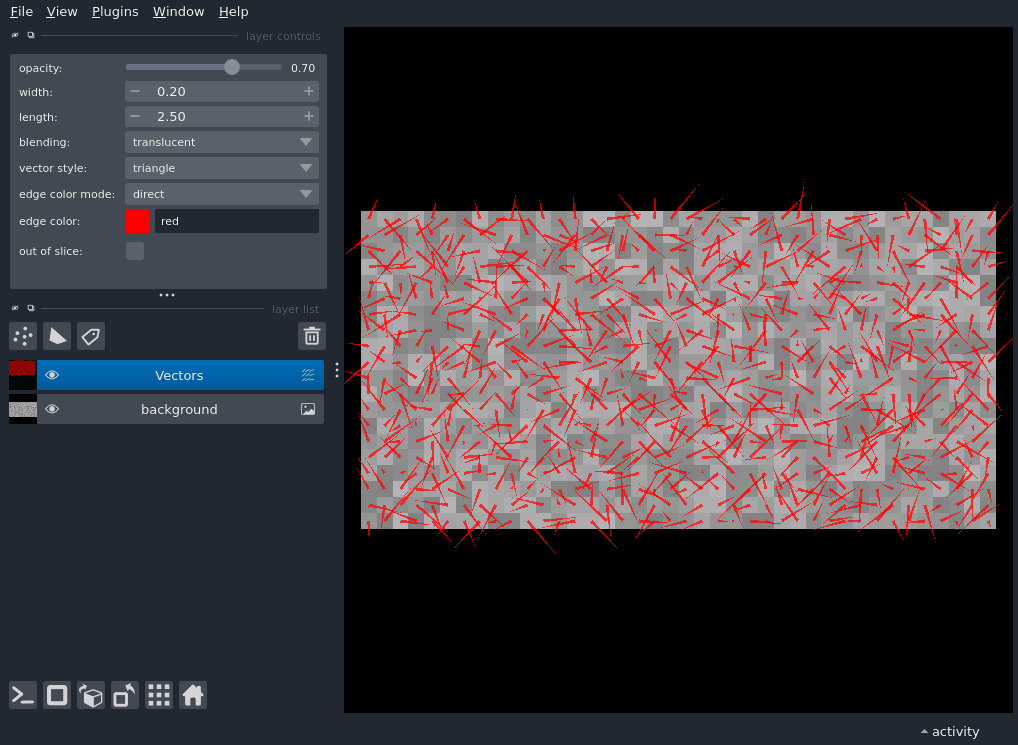 File View Plugins Window Help
layer controls
opacity: 0.70
width: 0.20
length: 2.50
blending: translucent
vector style: triangle
edge color mode: direct
edge color: red
out of slice:
layer list
Vectors
background
activity